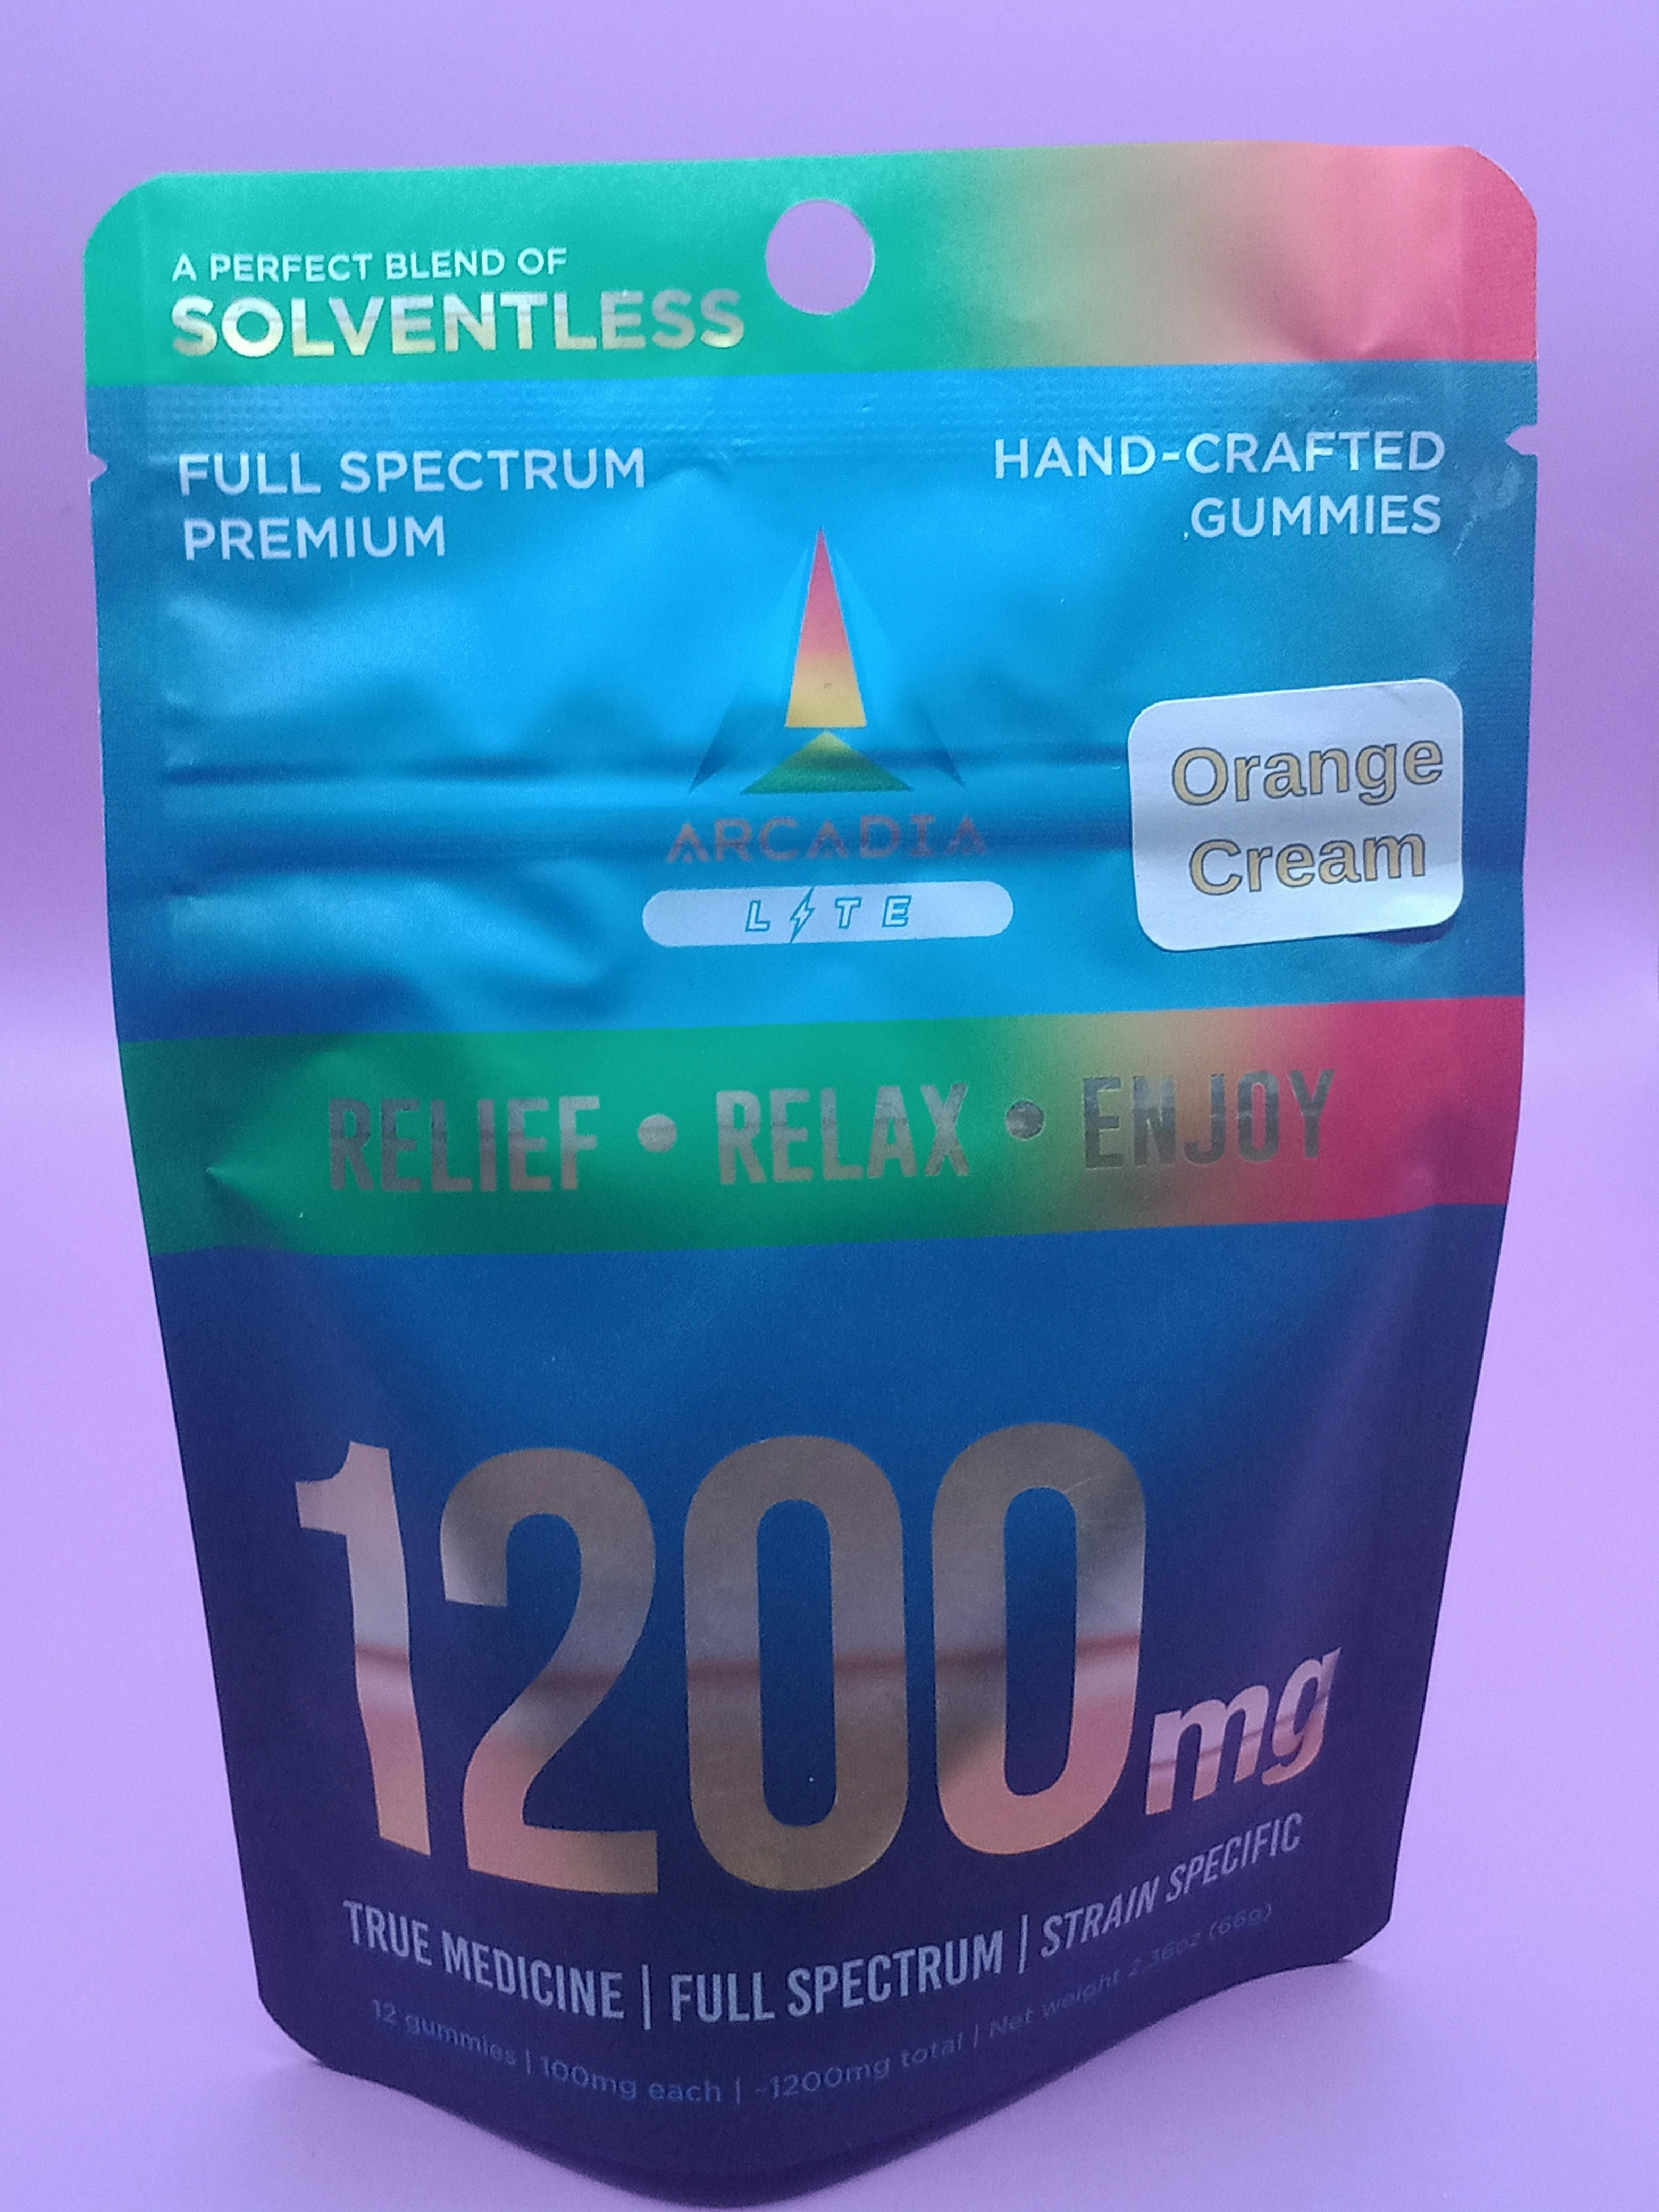 A PERFECT BLEND OF
SOLVENTLESS
FULL SPECTRUM
PREMIUM
HAND-CRAFTED
GUMMIES
ARCADIA
LITE
Orange
Cream
RELIEF • RELAX • ENJOY
1200mg
TRUE MEDICINE | FULL SPECTRUM | STRAIN SPECIFIC
12 gummies | 100mg each | ~1200mg total | Net weight 2.36oz (66g)